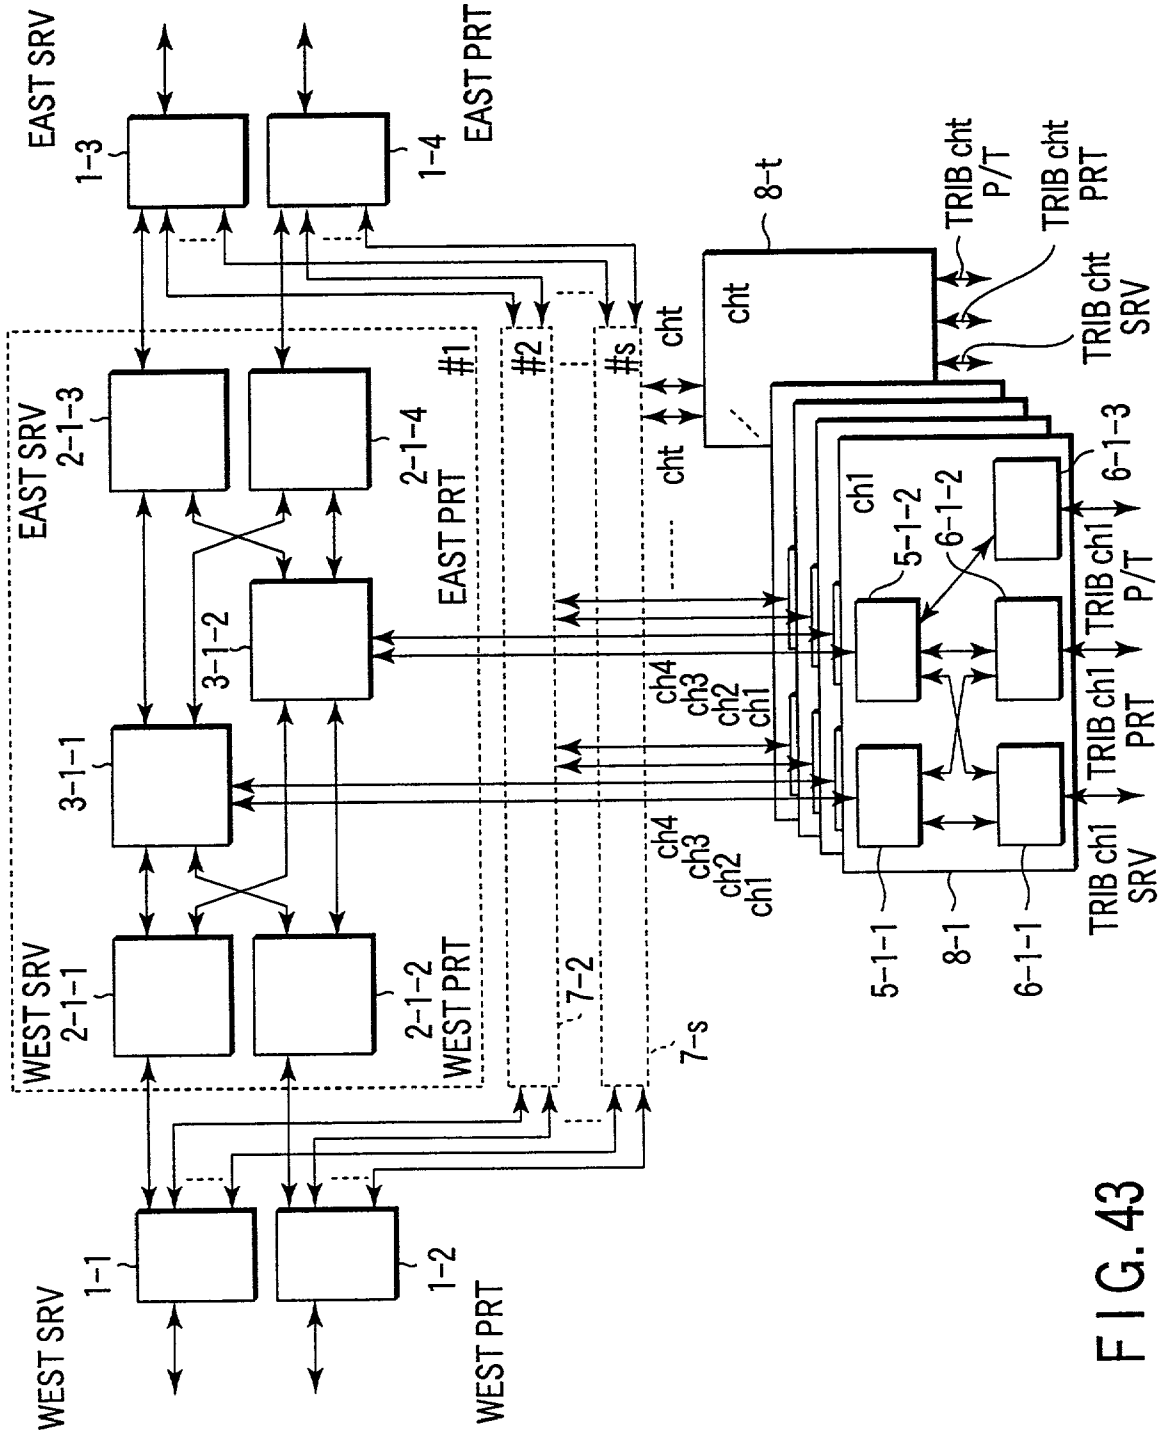 WEST SRV
1-1
1-2
WEST PRT
WEST SRV
2-1-1
2-1-2
WEST PRT
3-1-1
3-1-2
EAST SRV
2-1-3
2-1-4
EAST PRT
#1
#2
#s
7-2
7-s
EAST SRV
1-3
1-4
EAST PRT
ch4
ch3
ch2
ch1
ch4
ch3
ch2
ch1
cht
cht
cht
8-t
TRIB cht
P/T
TRIB cht
PRT
TRIB cht
SRV
ch1
5-1-1
8-1
6-1-1
5-1-2
6-1-2
6-1-3
TRIB ch1
SRV
TRIB ch1
PRT
TRIB ch1
P/T
FIG. 43